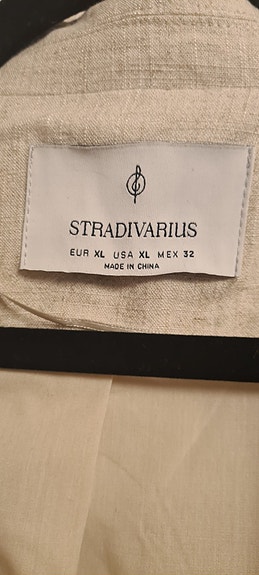 STRADIVARIUS
EUR XL USA XL MEX 32
MADE IN CHINA